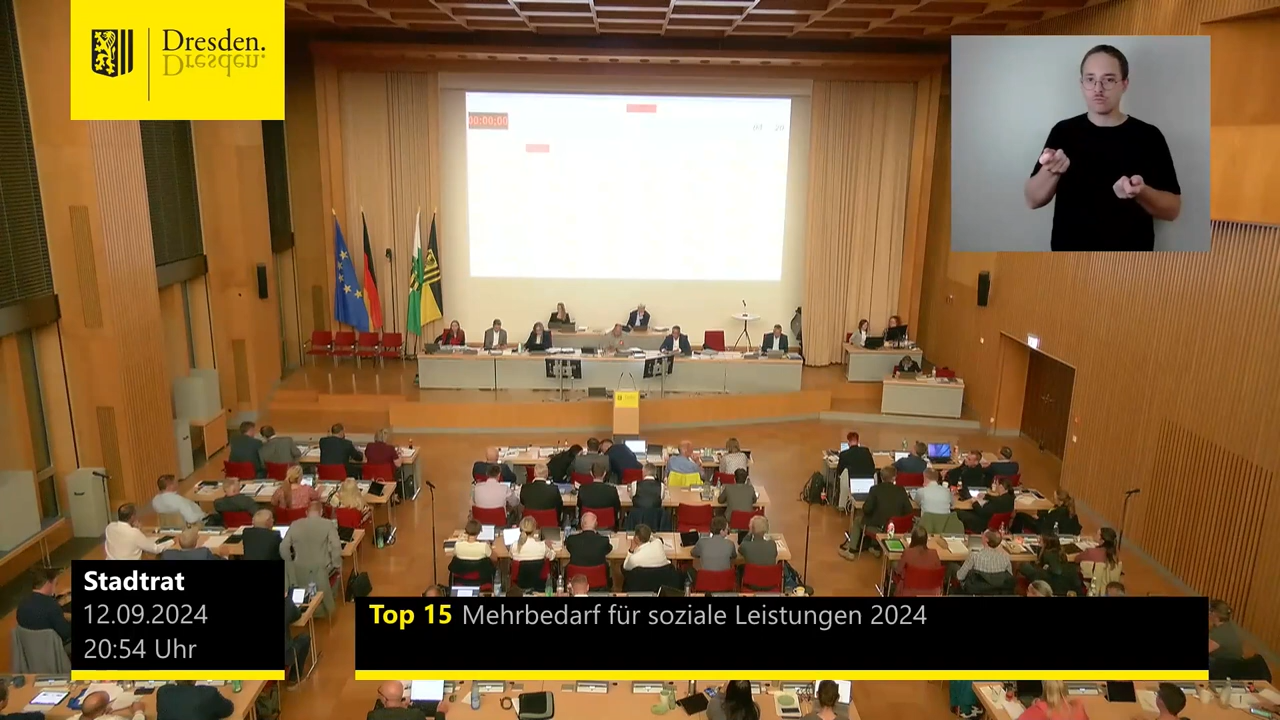 Dresden.
Dresden.
00:00:00
Stadtrat
12.09.2024
20:54 Uhr
Top 15 Mehrbedarf für soziale Leistungen 2024